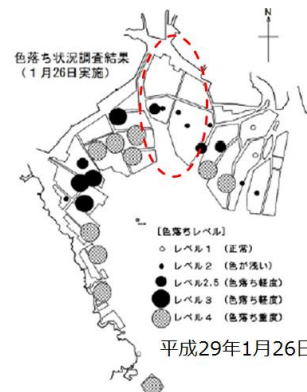 N
色落ち状況調査結果
（1月26日実施）
[色落レベル]
レベル1 (正常)
レベル2 (色が浅い)
レベル2.5 (色落ち軽度)
レベル3 (色落ち軽度)
レベル4 (色落ち重度)
平成29年1月26日